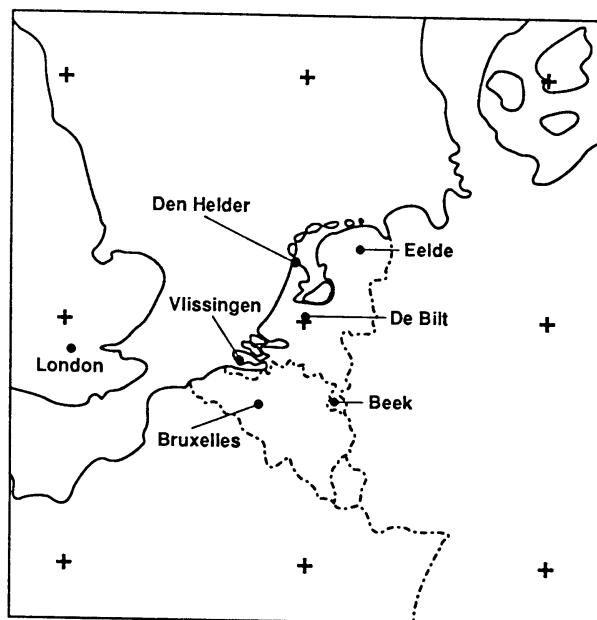 Den Helder
Eelde
Vlissingen
De Bilt
London
Beek
Bruxelles